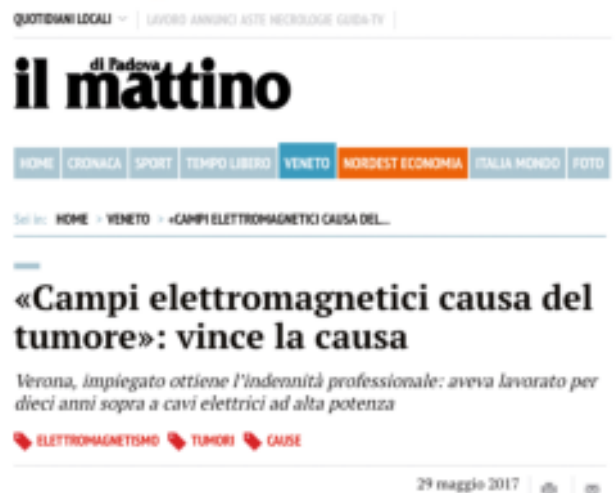 QUOTIDIANI LOCALI LAVORO ANNUNCI ASTE NECROLOGIE GUIDA-TV
il mattino
di Padova
HOME CRONACA SPORT TEMPO LIBERO VENETO NORDEST ECONOMIA ITALIA MONDO FOTO
Sei in: HOME > VENETO > «CAMPI ELETTROMAGNETICI CAUSA DEL...
«Campi elettromagnetici causa del
tumore»: vince la causa
Verona, impiegato ottiene l'indennità professionale: aveva lavorato per
dieci anni sopra a cavi elettrici ad alta potenza
ELETTROMAGNETISMO TUMORI CAUSE
29 maggio 2017